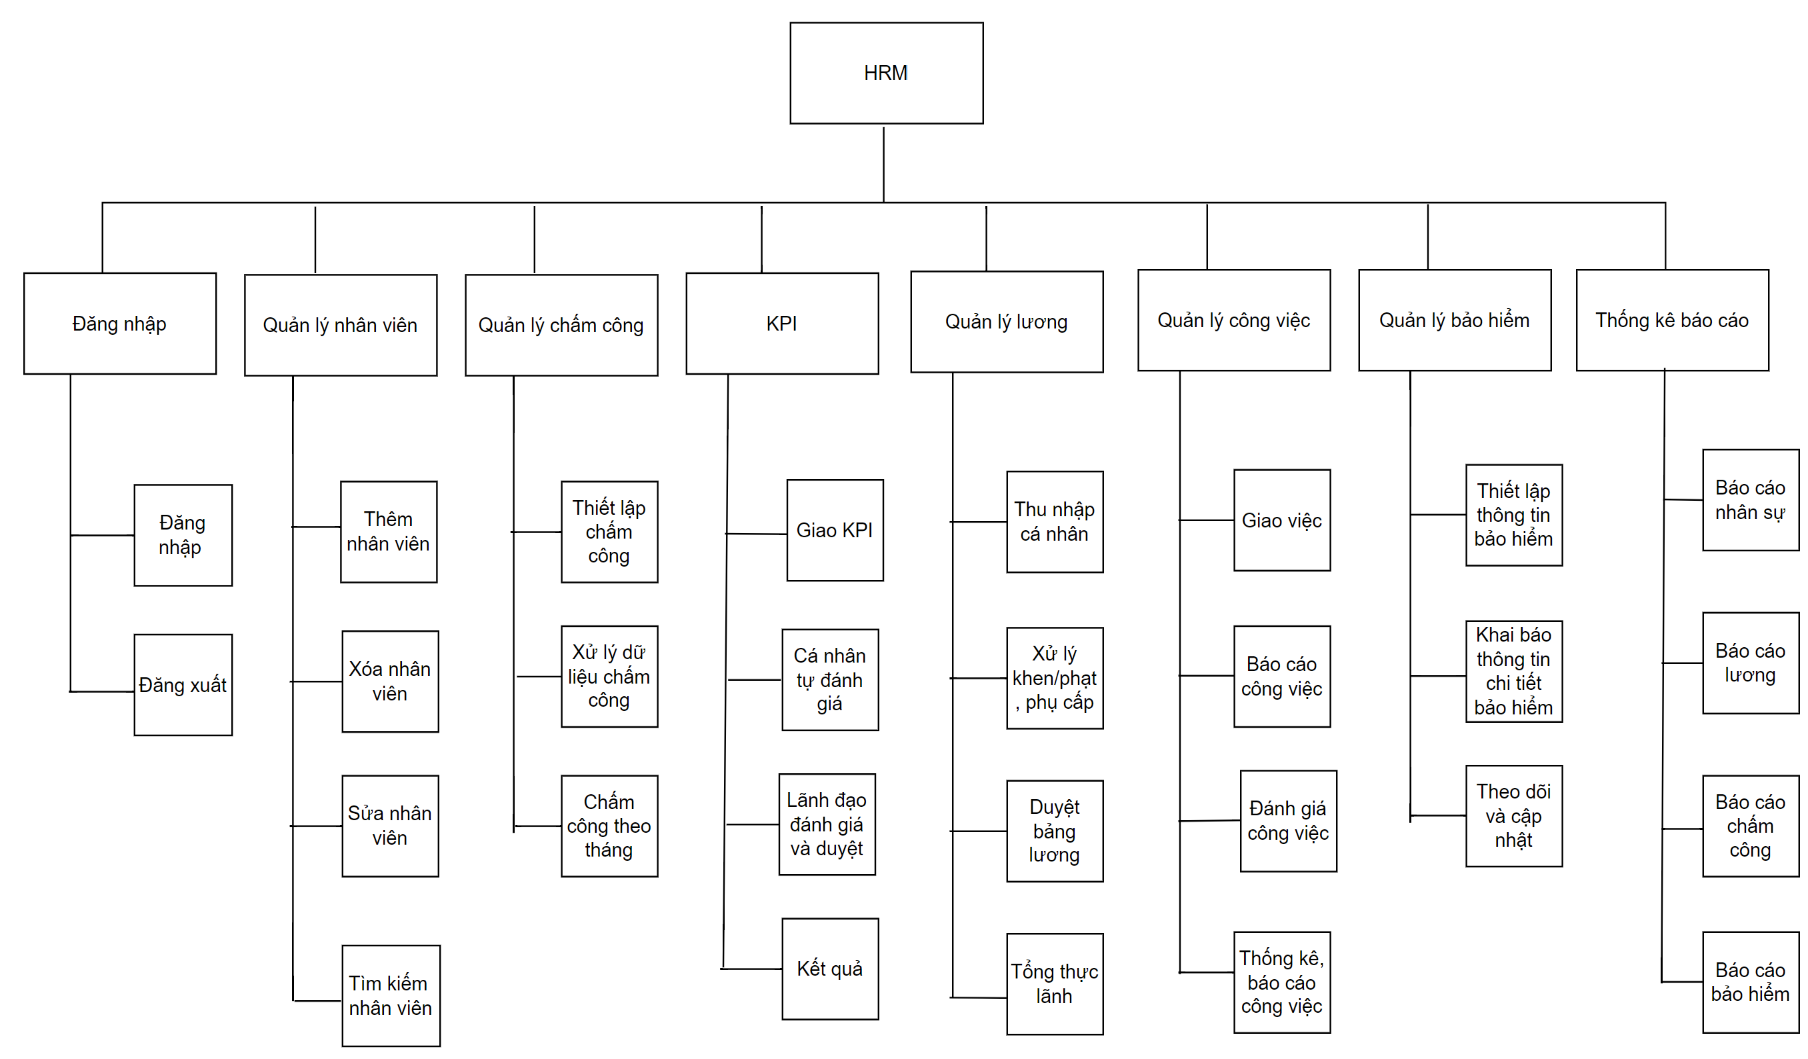 HRM
Đăng nhập
Quản lý nhân viên
Quản lý chấm công
KPI
Quản lý lương
Quản lý công việc
Quản lý bảo hiểm
Thống kê báo cáo
Đăng
nhập
Đăng xuất
Thêm
nhân viên
Xóa nhân
viên
Sửa nhân
viên
Tìm kiếm
nhân viên
Thiết lập
chấm
công
Xử lý dữ
liệu chấm
công
Chấm
công theo
tháng
Giao KPI
Cá nhân
tự đánh
giá
Lãnh đạo
đánh giá
và duyệt
Kết quả
Thu nhập
cá nhân
Xử lý
khen/phạt
, phụ cấp
Duyệt
bảng
lương
Tổng thực
lãnh
Giao việc
Báo cáo
công việc
Đánh giá
công việc
Thống kê,
báo cáo
công việc
Thiết lập
thông tin
bảo hiểm
Khai báo
thông tin
chi tiết
bảo hiểm
Theo dõi
và cập
nhật
Báo cáo
nhân sự
Báo cáo
lương
Báo cáo
chấm
công
Báo cáo
bảo hiểm